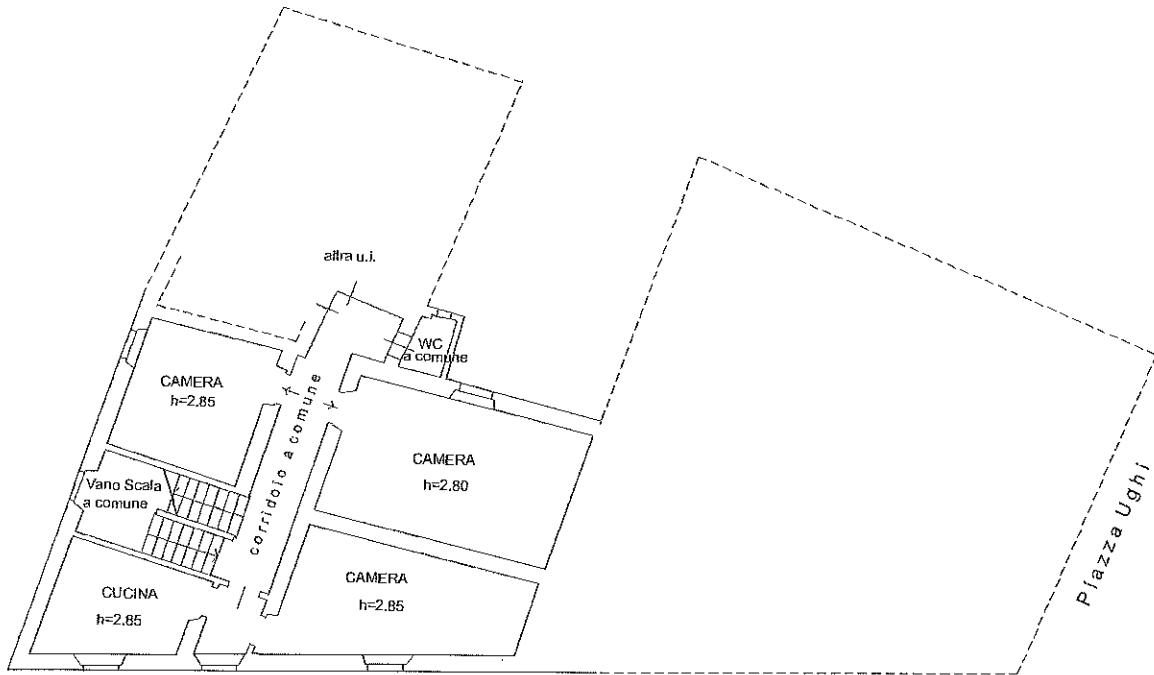 altra u.i.
WC
a comune
CAMERA
h=2.85
corridoio a comune
CAMERA
h=2.80
Vano Scala
a comune
CAMERA
h=2.85
CUCINA
h=2.85
Piazza Ughi